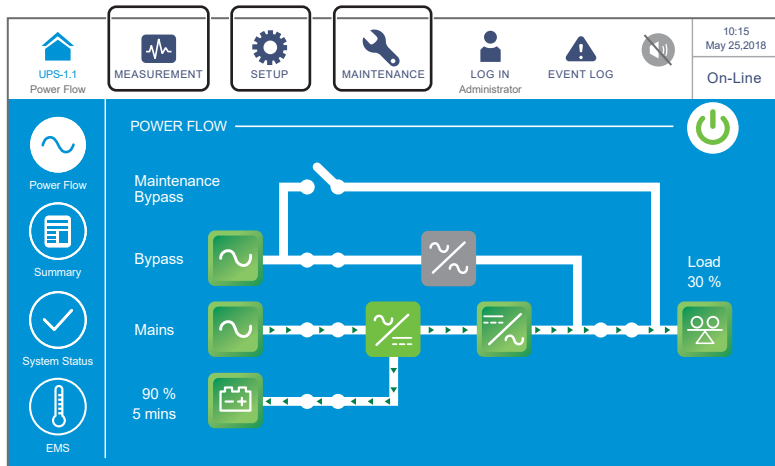 10:15
May 25,2018
UPS-1.1
MEASUREMENT
SETUP
MAINTENANCE
LOG IN
EVENT LOG
Power Flow
Administrator
On-Line
POWER FLOW
Power Flow
Maintenance
Bypass
Summary
Bypass
Load
30 %
Mains
System Status
90 %
5 mins
EMS